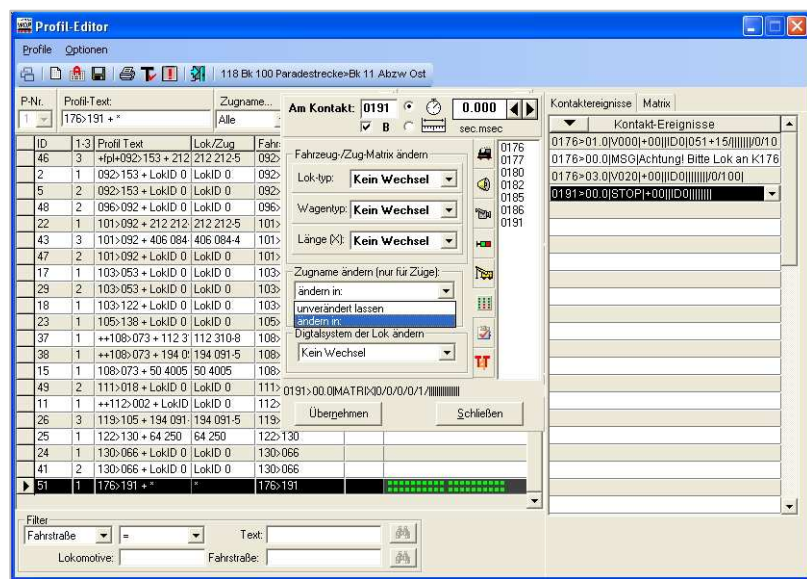 Profil-Editor
Profile Optionen
118 Bk 100 Paradestrecke»Bk 11 Abzw Ost
P-Nr. Profil-Text: Zugname...
1 176>191 + * Alle
Am Kontakt: 0191 0.000
B sec.msec
Fahrzeug-/Zug-Matrix ändern
Lok-typ: Kein Wechsel
Wagentyp: Kein Wechsel
Länge (X): Kein Wechsel
Zugname ändern (nur für Züge):
ändern in:
unverändert lassen
ändern in:
Digtalsystem der Lok ändern
Kein Wechsel
0191>00.0|MATRIX|0/0/0/0/1/|||||||||||||
Übernehmen Schließen
0176
0177
0180
0182
0185
0186
0191
Kontaktereignisse Matrix
Kontakt-Ereignisse
0176>01.0|V000|+00||ID0|051+15/||||||/0/10
0176>00.0|MSG|Achtung! Bitte Lok an K176
0176>03.0|V020|+00||ID0|||||||/0/100|
0191>00.0|STOP|+00||ID0||||||||
ID 1-3 Profil Text Lok/Zug Fahrs
46 3 +fpl+092>153 + 212 212 212-5 092>
2 1 092>153 + LokID 0 LokID 0 092>
5 2 092>153 + LokID 0 LokID 0 092>
48 2 096>092 + LokID 0 LokID 0 096>
22 1 101>092 + 212 212- 212 212-5 101>
43 3 101>092 + 406 084- 406 084-4 101>
47 2 101>092 + LokID 0 LokID 0 101>
17 1 103>053 + LokID 0 LokID 0 103>
29 2 103>053 + LokID 0 LokID 0 103>
18 1 103>122 + LokID 0 LokID 0 103>
23 1 105>138 + LokID 0 LokID 0 105>
37 1 ++108>073 + 112 3 112 310-8 108>
38 1 ++108>073 + 194 0 194 091-5 108>
15 1 108>073 + 50 4005 50 4005 108>
49 2 111>018 + LokID 0 LokID 0 111>
11 1 ++112>002 + LokID LokID 0 112>
26 3 119>105 + 194 091- 194 091-5 119>
25 1 122>130 + 64 250 64 250 122>130
24 1 130>066 + LokID 0 LokID 0 130>066
41 2 130>066 + LokID 0 LokID 0 130>066
51 1 176>191 + * * 176>191
Filter
Fahrstraße = Text:
Lokomotive: Fahrstraße: